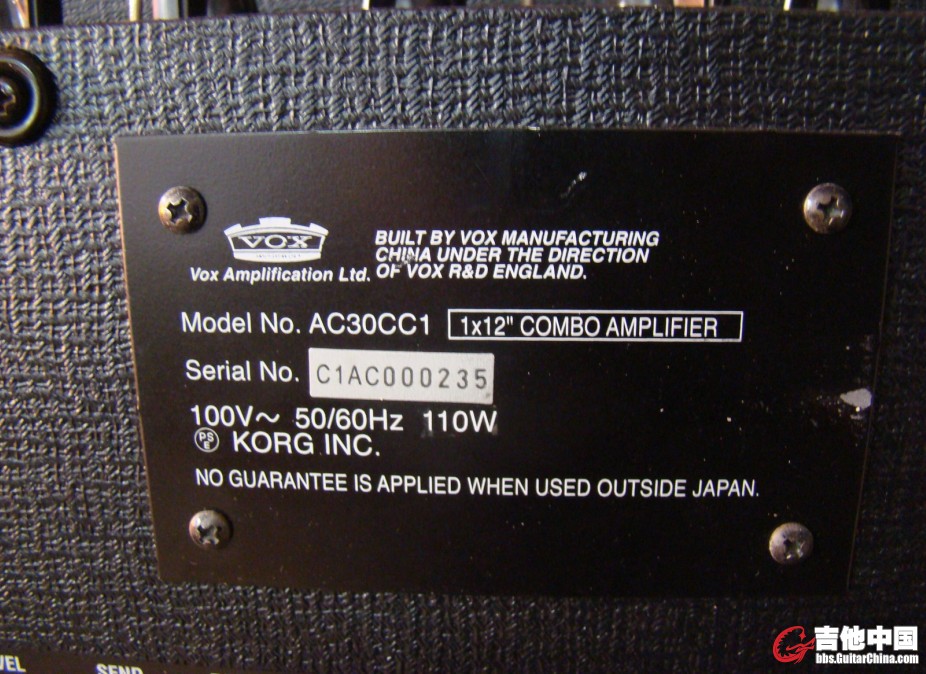 VOX
Vox Amplification Ltd.
BUILT BY VOX MANUFACTURING
CHINA UNDER THE DIRECTION
OF VOX R&D ENGLAND.
Model No. AC30CC1 1x12" COMBO AMPLIFIER
Serial No. C1AC000235
100V~ 50/60Hz 110W
PS E KORG INC.
NO GUARANTEE IS APPLIED WHEN USED OUTSIDE JAPAN.
SEND
吉他中国
bbs.GuitarChina.com